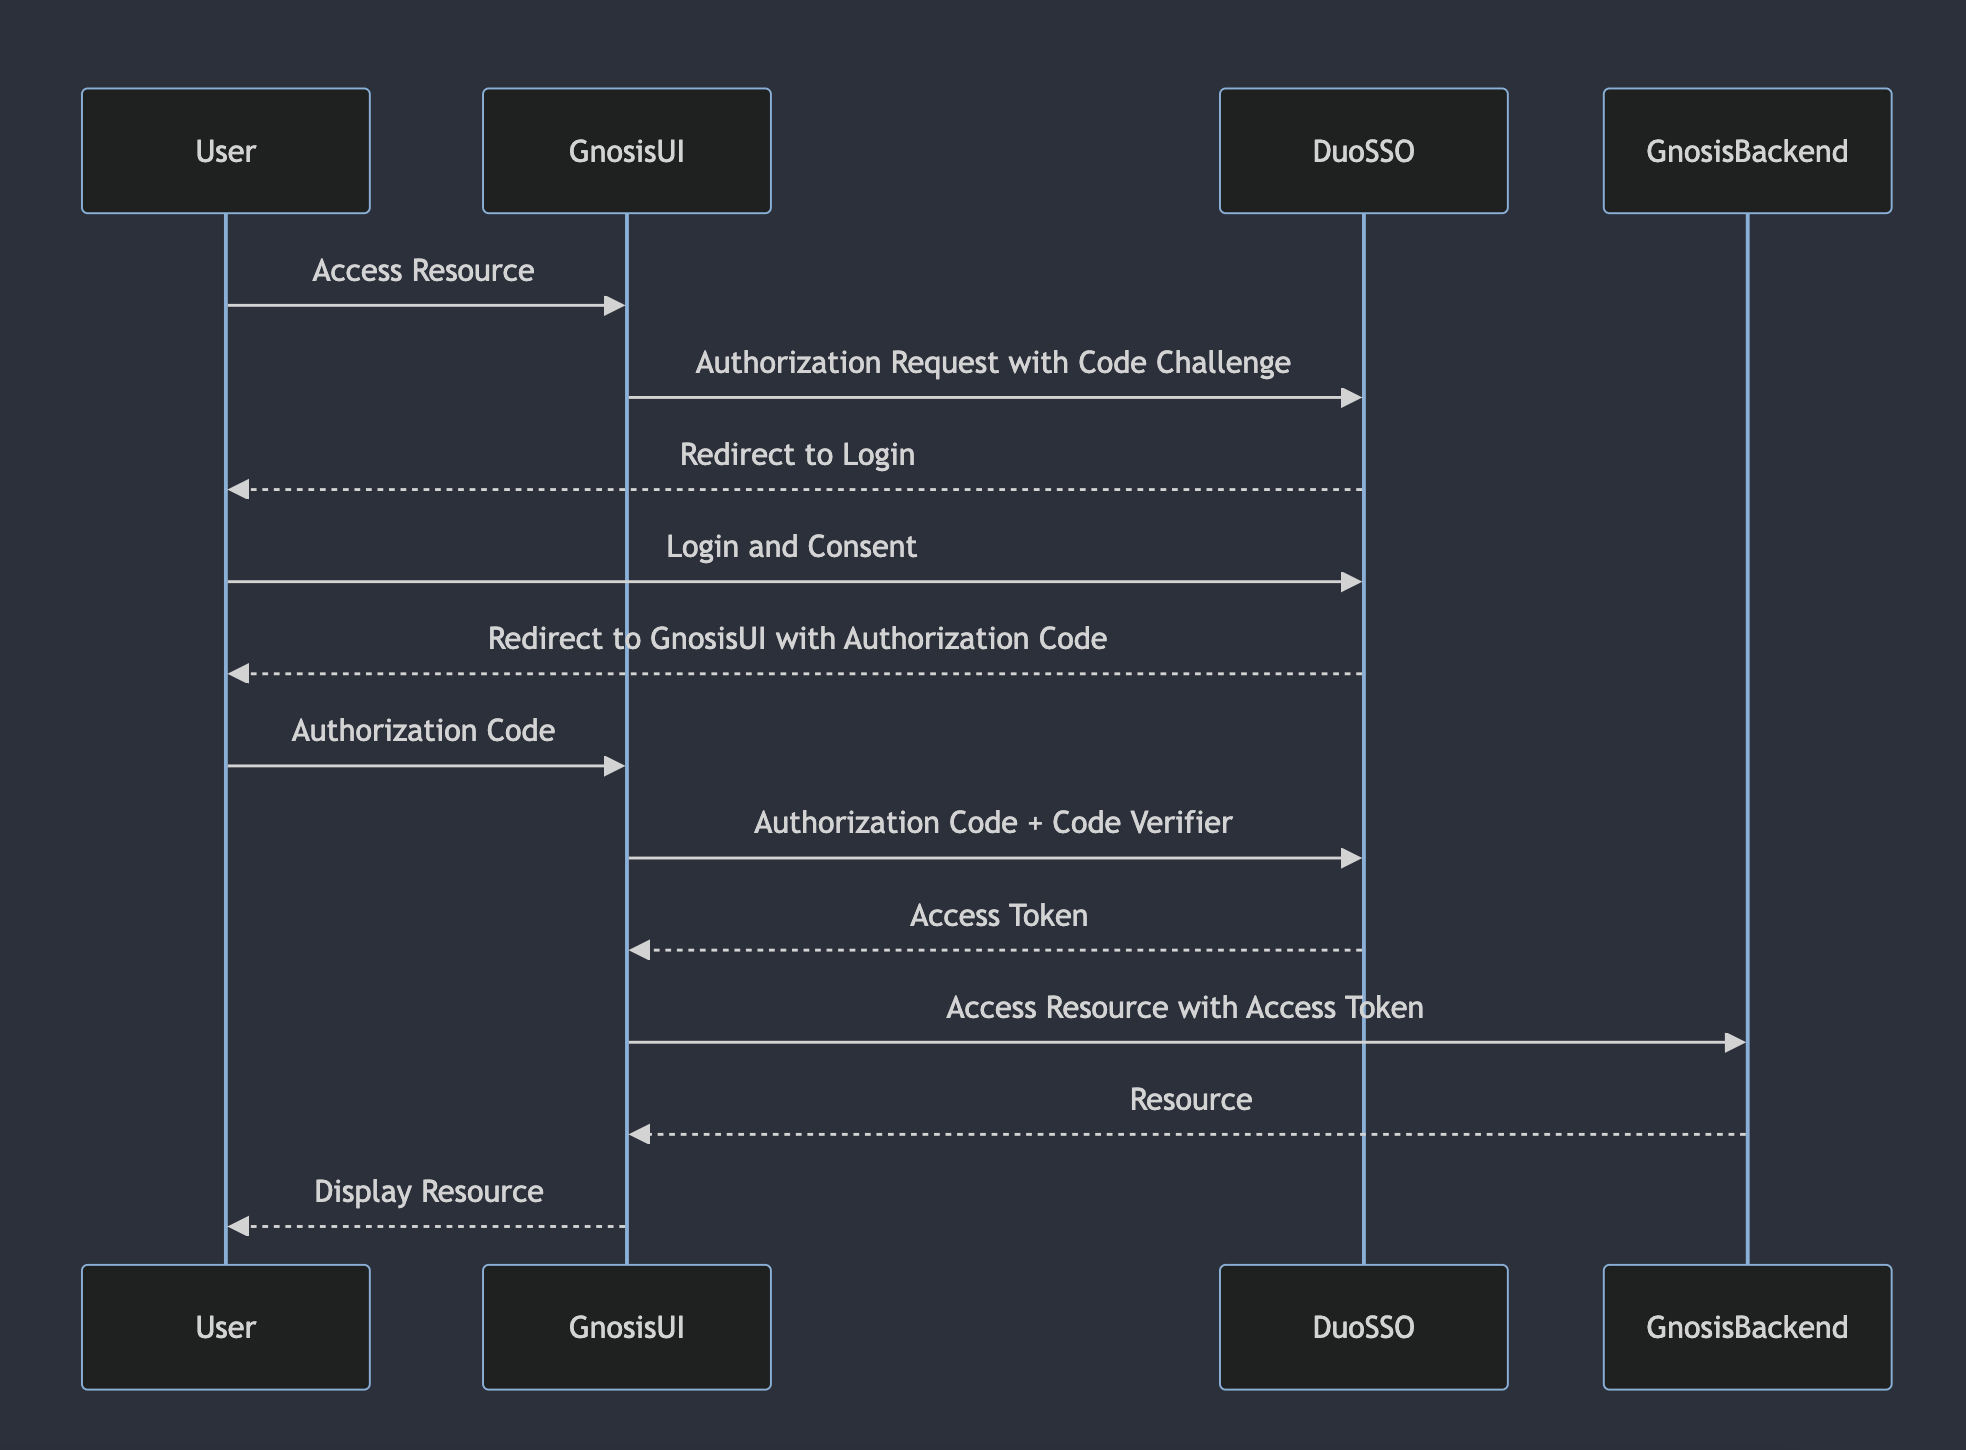 User
GnosisUI
DuoSSO
GnosisBackend
Access Resource
Authorization Request with Code Challenge
Redirect to Login
Login and Consent
Redirect to GnosisUI with Authorization Code
Authorization Code
Authorization Code + Code Verifier
Access Token
Access Resource with Access Token
Resource
Display Resource
User
GnosisUI
DuoSSO
GnosisBackend